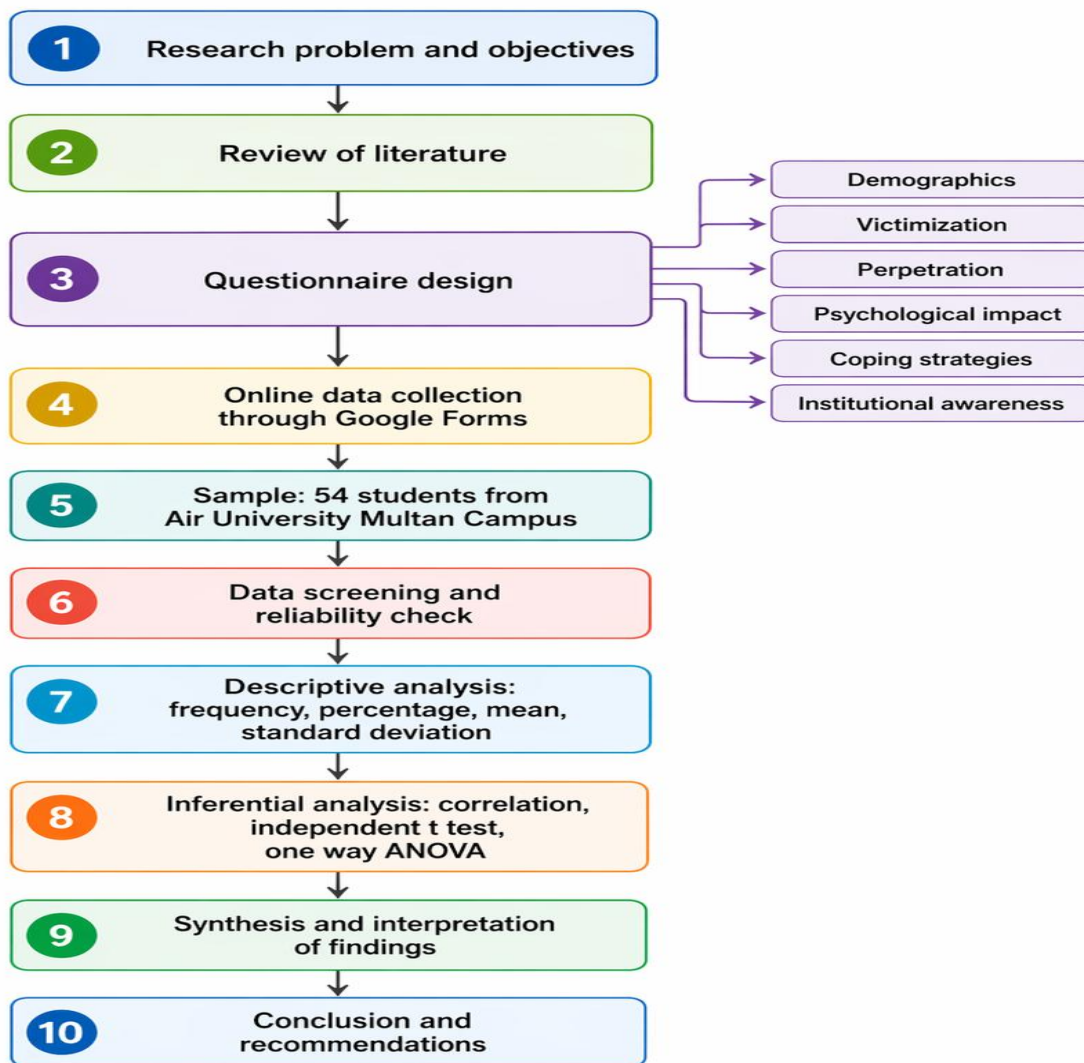 1 Research problem and objectives
2 Review of literature
3 Questionnaire design
Demographics
Victimization
Perpetration
Psychological impact
Coping strategies
Institutional awareness
4 Online data collection
through Google Forms
5 Sample: 54 students from
Air University Multan Campus
6 Data screening and
reliability check
7 Descriptive analysis:
frequency, percentage, mean,
standard deviation
8 Inferential analysis: correlation,
independent t test,
one way ANOVA
9 Synthesis and interpretation
of findings
10 Conclusion and
recommendations